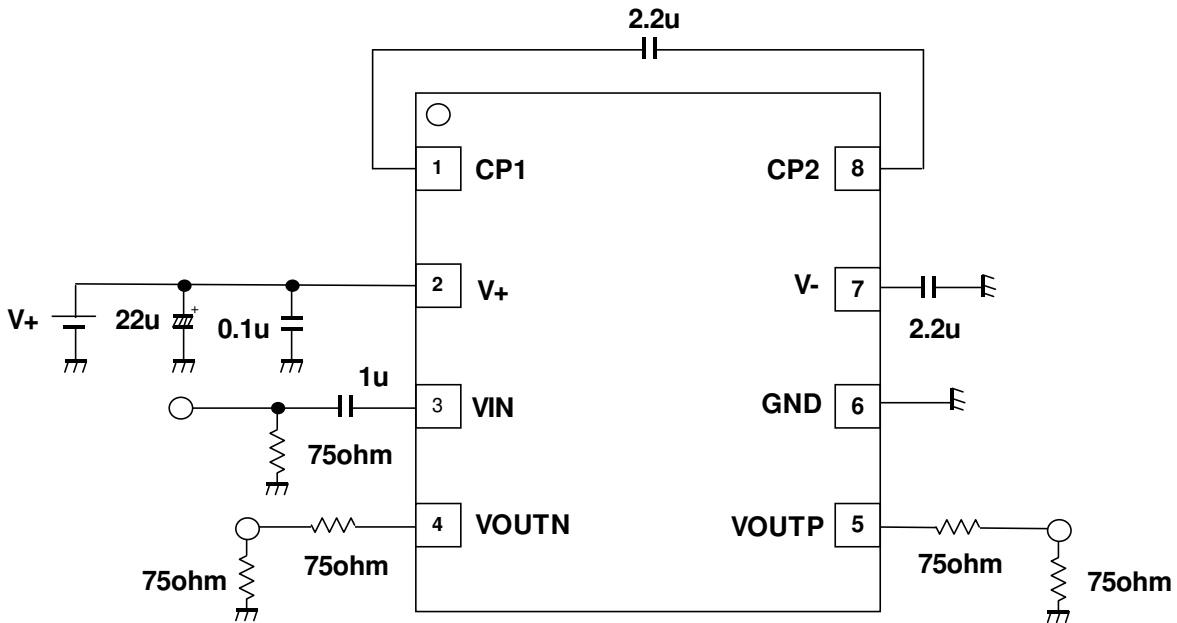 2.2u
1
CP1
CP2
8
2
V+
V-
7
V+
22u
+
0.1u
2.2u
1u
3
VIN
GND
6
75ohm
4
VOUTN
VOUTP
5
75ohm
75ohm
75ohm
75ohm